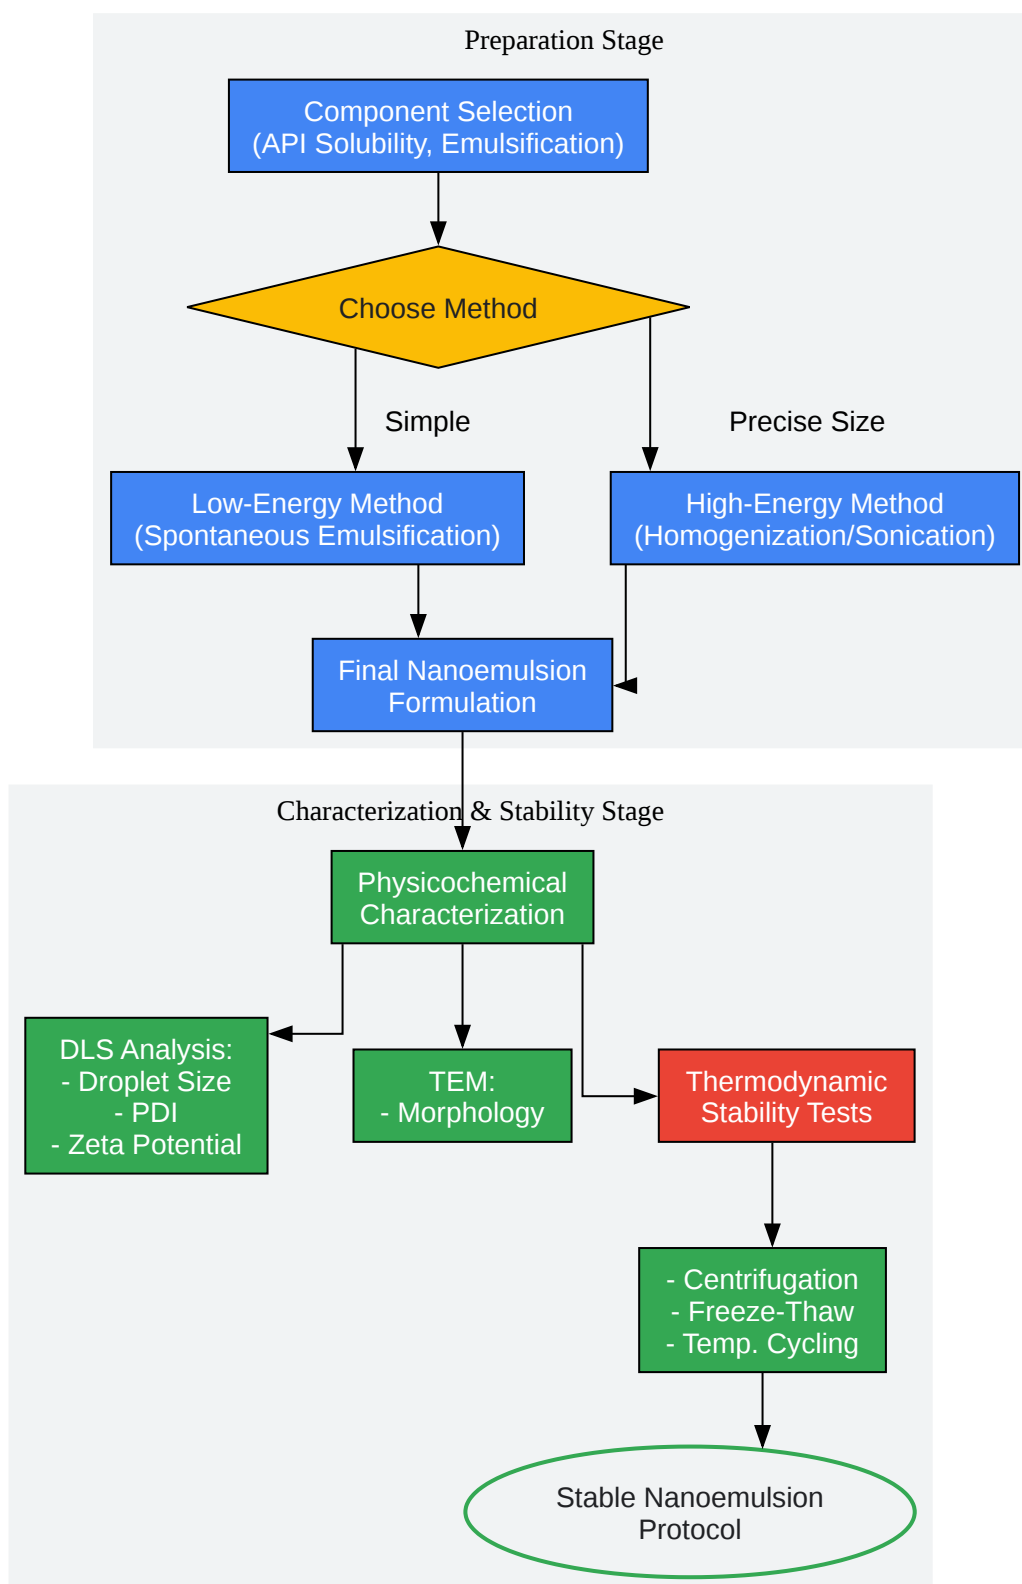 Preparation Stage
Component Selection
(API Solubility, Emulsification)
Choose Method
Simple
Precise Size
Low-Energy Method
(Spontaneous Emulsification)
High-Energy Method
(Homogenization/Sonication)
Final Nanoemulsion
Formulation
Characterization & Stability Stage
Physicochemical
Characterization
DLS Analysis:
- Droplet Size
- PDI
- Zeta Potential
TEM:
- Morphology
Thermodynamic
Stability Tests
- Centrifugation
- Freeze-Thaw
- Temp. Cycling
Stable Nanoemulsion
Protocol